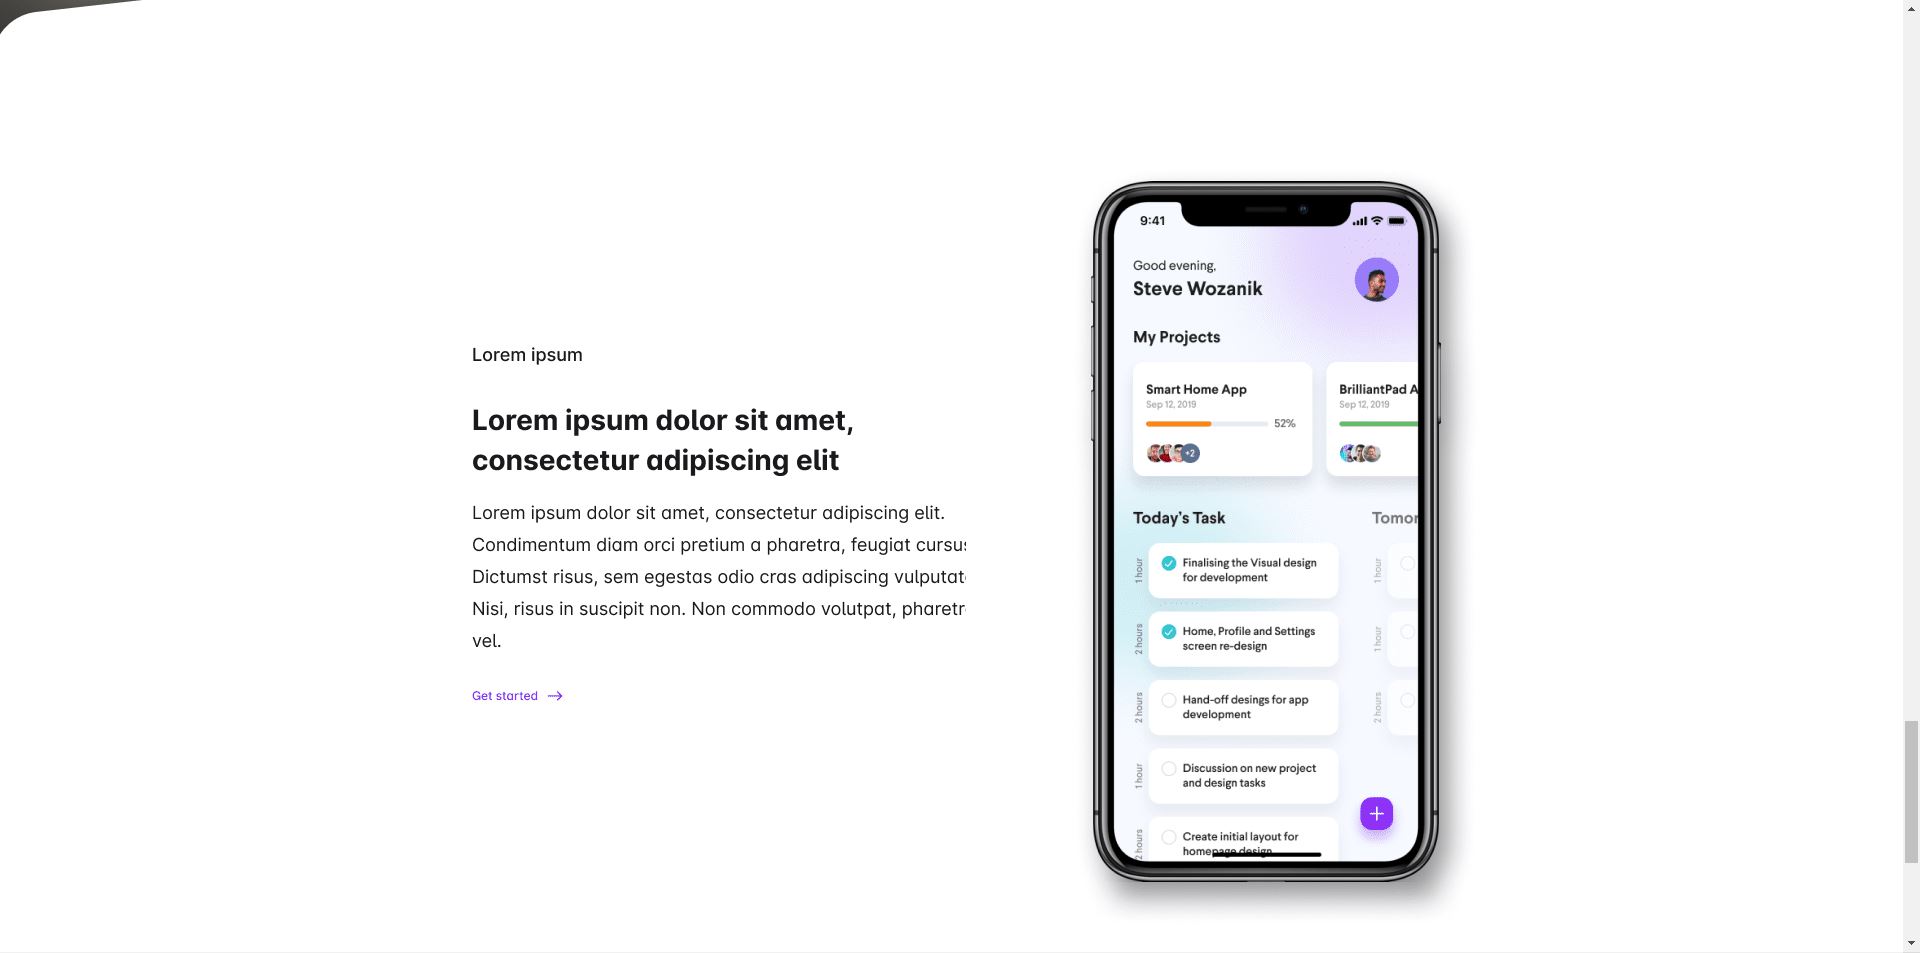 Lorem ipsum
Lorem ipsum dolor sit amet,
consectetur adipiscing elit
Lorem ipsum dolor sit amet, consectetur adipiscing elit.
Condimentum diam orci pretium a pharetra, feugiat cursus
Dictumst risus, sem egestas odio cras adipiscing vulputat
Nisi, risus in suscipit non. Non commodo volutpat, pharetr
vel.
Get started
9:41
Good evening,
Steve Wozanik
My Projects
Smart Home App
Sep 12, 2019
52%
+2
BrilliantPad A
Sep 12, 2019
Today's Task
1 hour
Finalising the Visual design
for development
2 hours
Home, Profile and Settings
screen re-design
2 hours
Hand-off desings for app
development
1 hour
Discussion on new project
and design tasks
2 hours
Create initial layout for
homepage design
Tomor
1 hour
1 hour
2 hours